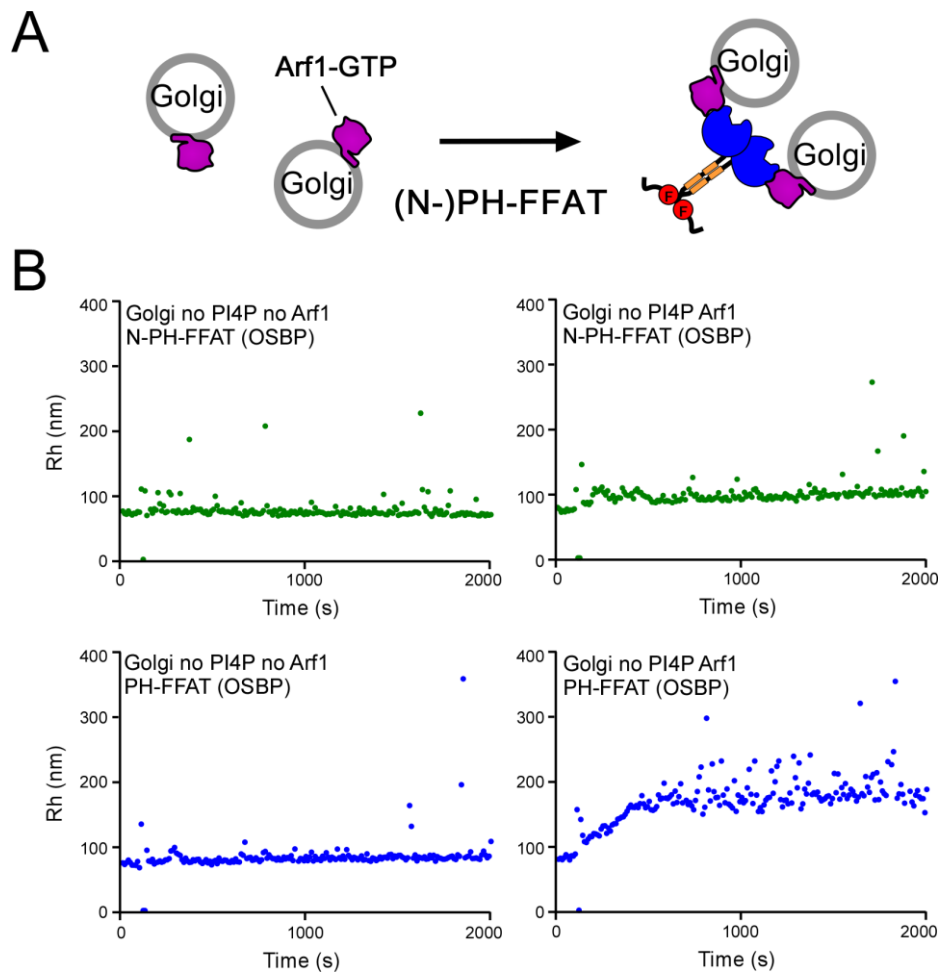 A
Golgi
Arf1-GTP
Golgi
(N-)PH-FFAT
Golgi
Golgi
F
F
B
Golgi no PI4P no Arf1
N-PH-FFAT (OSBP)
400
300
200
100
0
Rh (nm)
0
1000
2000
Time (s)
Golgi no PI4P Arf1
N-PH-FFAT (OSBP)
400
300
200
100
0
0
1000
2000
Time (s)
Golgi no PI4P no Arf1
PH-FFAT (OSBP)
400
300
200
100
0
Rh (nm)
0
1000
2000
Time (s)
Golgi no PI4P Arf1
PH-FFAT (OSBP)
400
300
200
100
0
0
1000
2000
Time (s)